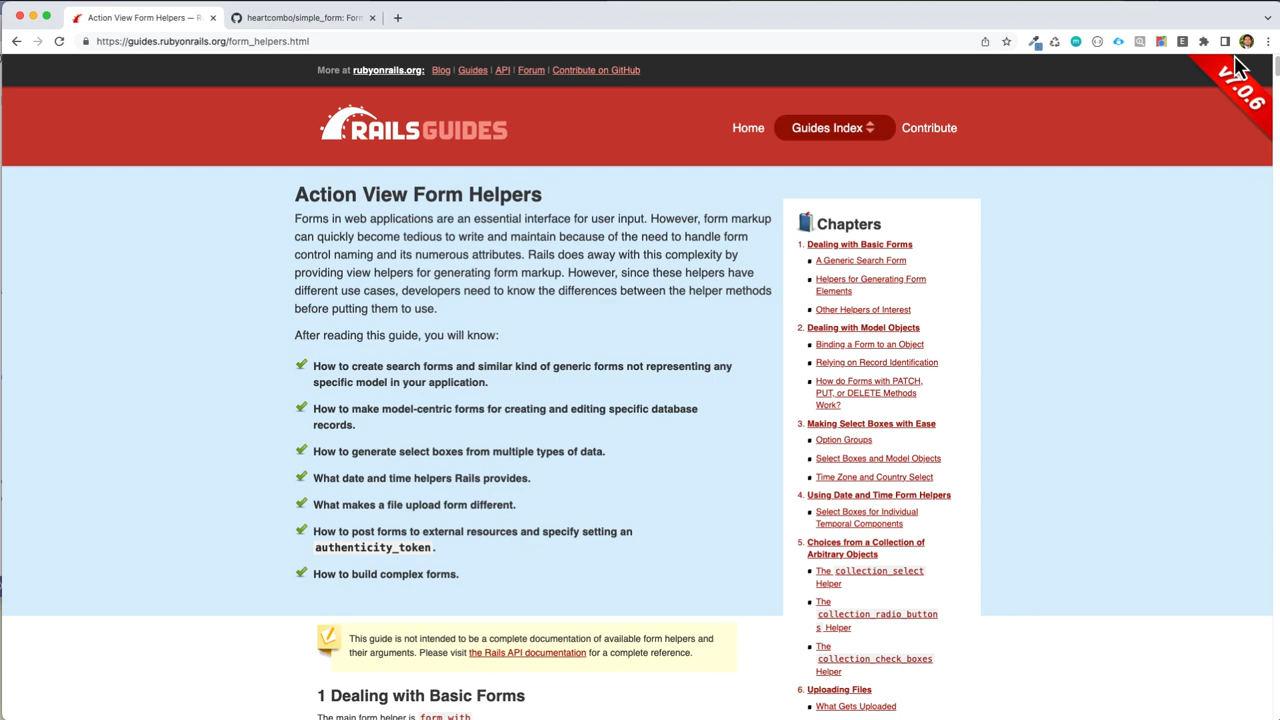 Action View Form Helpers — R
heartcombo/simple_form: Form
https://guides.rubyonrails.org/form_helpers.html
More at rubyonrails.org: Blog | Guides | API | Forum | Contribute on GitHub
v7.0.6
RAILSGUIDES
Home
Guides Index
Contribute
Action View Form Helpers
Forms in web applications are an essential interface for user input. However, form markup
can quickly become tedious to write and maintain because of the need to handle form
control naming and its numerous attributes. Rails does away with this complexity by
providing view helpers for generating form markup. However, since these helpers have
different use cases, developers need to know the differences between the helper methods
before putting them to use.
After reading this guide, you will know:
How to create search forms and similar kind of generic forms not representing any
specific model in your application.
How to make model-centric forms for creating and editing specific database
records.
How to generate select boxes from multiple types of data.
What date and time helpers Rails provides.
What makes a file upload form different.
How to post forms to external resources and specify setting an
authenticity_token.
How to build complex forms.
This guide is not intended to be a complete documentation of available form helpers and
their arguments. Please visit the Rails API documentation for a complete reference.
1 Dealing with Basic Forms
The main form helper is form_with.
Chapters
1. Dealing with Basic Forms
A Generic Search Form
Helpers for Generating Form
Elements
Other Helpers of Interest
2. Dealing with Model Objects
Binding a Form to an Object
Relying on Record Identification
How do Forms with PATCH,
PUT, or DELETE Methods
Work?
3. Making Select Boxes with Ease
Option Groups
Select Boxes and Model Objects
Time Zone and Country Select
4. Using Date and Time Form Helpers
Select Boxes for Individual
Temporal Components
5. Choices from a Collection of
Arbitrary Objects
The collection_select
Helper
The
collection_radio_button
s Helper
The
collection_check_boxes
Helper
6. Uploading Files
What Gets Uploaded